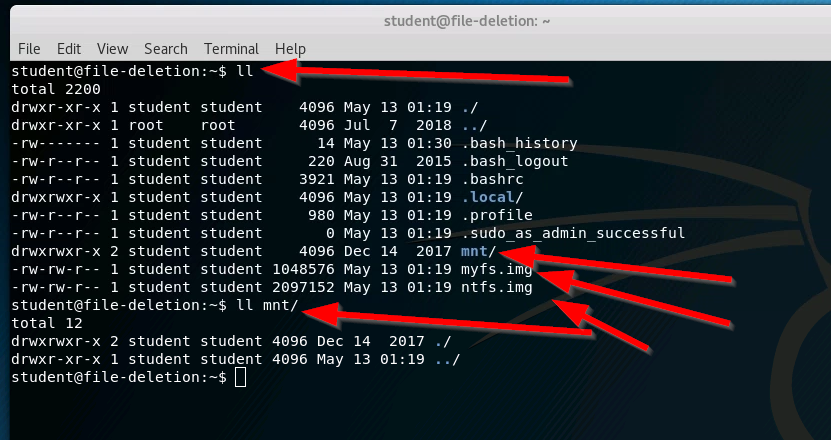 student@file-deletion: ~
File Edit View Search Terminal Help
student@file-deletion:~$ ll
total 2200
drwxr-xr-x 1 student student    4096 May 13 01:19 ./
drwxr-xr-x 1 root    root       4096 Jul  7  2018 ../
-rw------- 1 student student      14 May 13 01:30 .bash_history
-rw-r--r-- 1 student student     220 Aug 31  2015 .bash_logout
-rw-r--r-- 1 student student    3921 May 13 01:19 .bashrc
drwxrwxr-x 1 student student    4096 May 13 01:19 .local/
-rw-r--r-- 1 student student     980 May 13 01:19 .profile
-rw-r--r-- 1 student student       0 May 13 01:19 .sudo_as_admin_successful
drwxrwxr-x 2 student student    4096 Dec 14  2017 mnt/
-rw-rw-r-- 1 student student 1048576 May 13 01:19 myfs.img
-rw-rw-r-- 1 student student 2097152 May 13 01:19 ntfs.img
student@file-deletion:~$ ll mnt/
total 12
drwxrwxr-x 2 student student 4096 Dec 14  2017 ./
drwxr-xr-x 1 student student 4096 May 13 01:19 ../
student@file-deletion:~$